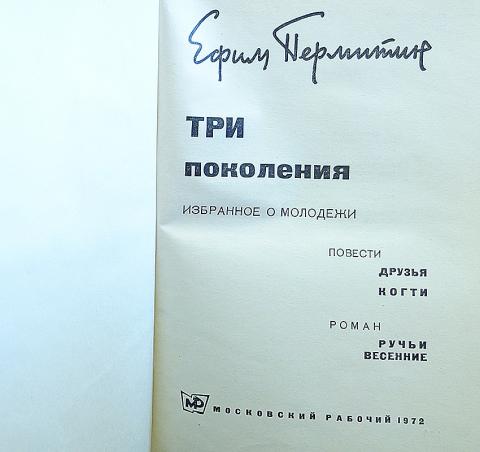 Ефим Пермитин
ТРИ
поколения
ИЗБРАННОЕ О МОЛОДЕЖИ
ПОВЕСТИ
ДРУЗЬЯ
КОГТИ
РОМАН
РУЧЬИ
ВЕСЕННИЕ
МР МОСКОВСКИЙ РАБОЧИЙ 1972